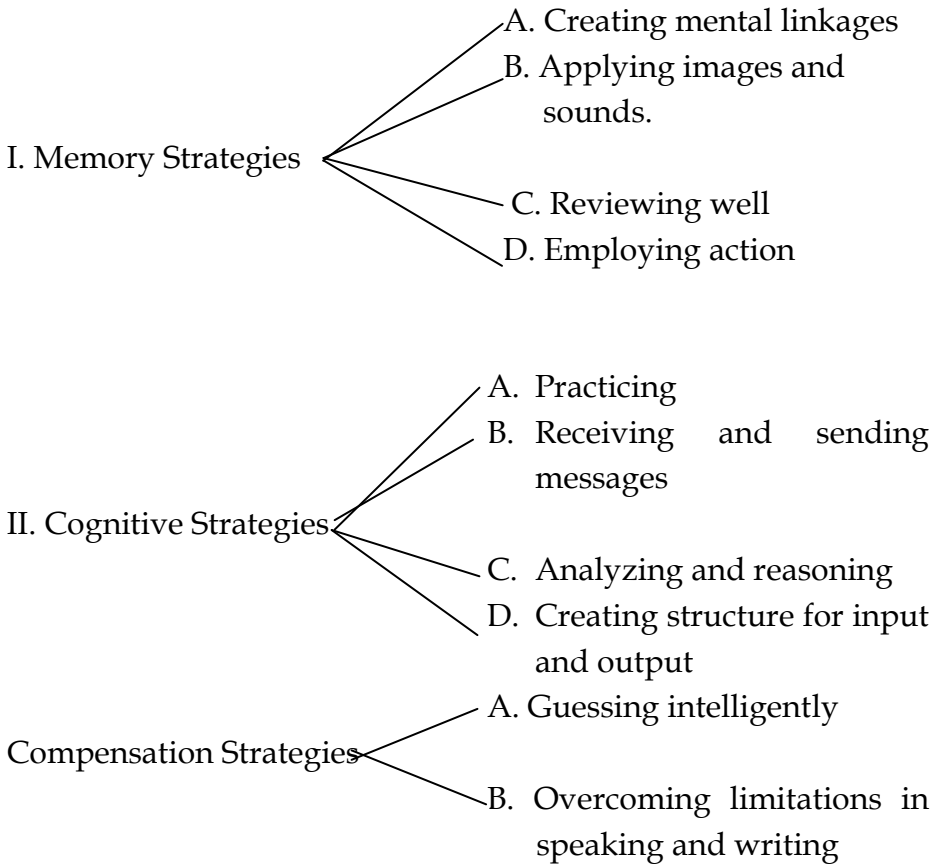 A. Creating mental linkages
B. Applying images and
sounds.
I. Memory Strategies
C. Reviewing well
D. Employing action
A. Practicing
B. Receiving and sending
messages
II. Cognitive Strategies
C. Analyzing and reasoning
D. Creating structure for input
and output
A. Guessing intelligently
Compensation Strategies
B. Overcoming limitations in
speaking and writing